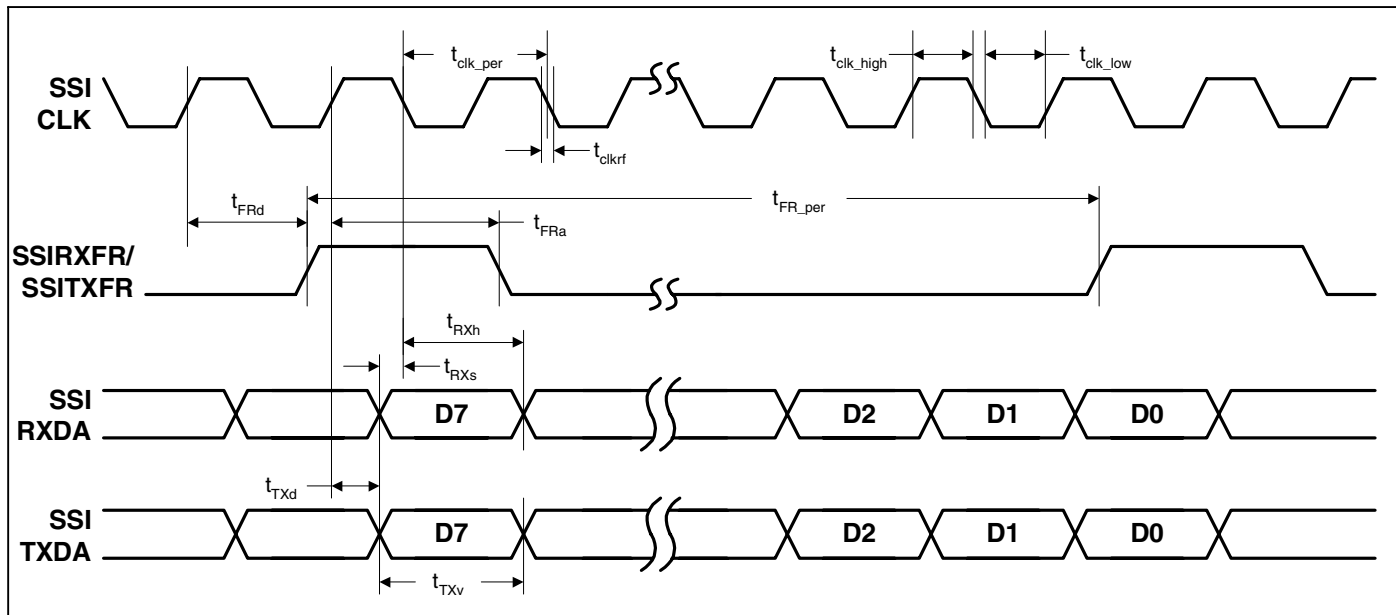 t_clk_per
t_clk_high
t_clk_low
SSI
CLK
t_clkrf
t_FRd
t_FR_per
t_FRa
SSIRXFR/
SSITXFR
t_RXh
t_RXs
SSI
RXDA
D7
D2
D1
D0
t_TXd
SSI
TXDA
D7
D2
D1
D0
t_TXv